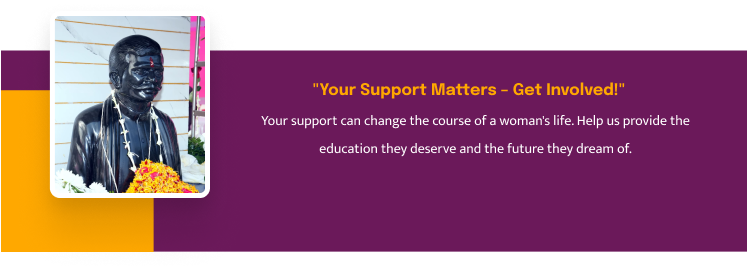 "Your Support Matters – Get Involved!"
Your support can change the course of a woman's life. Help us provide the
education they deserve and the future they dream of.